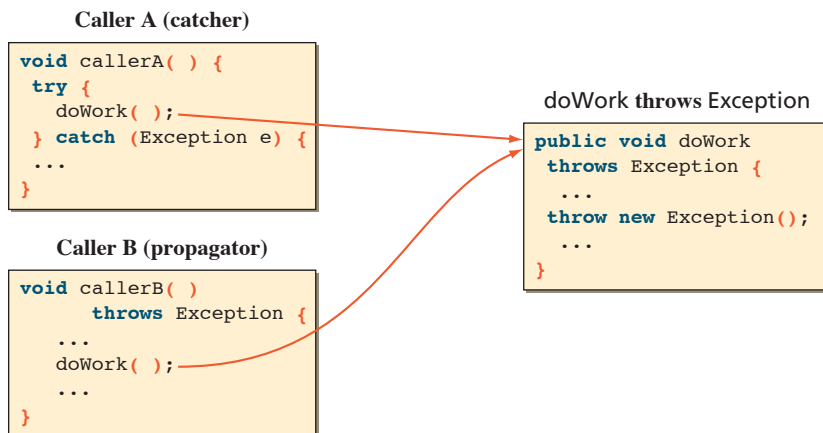 Caller A (catcher)
void callerA( ) {
try {
doWork( );
} catch (Exception e) {
...
}
Caller B (propagator)
void callerB( )
throws Exception {
...
doWork( );
...
}
doWork throws Exception
public void doWork
throws Exception {
...
throw new Exception();
...
}